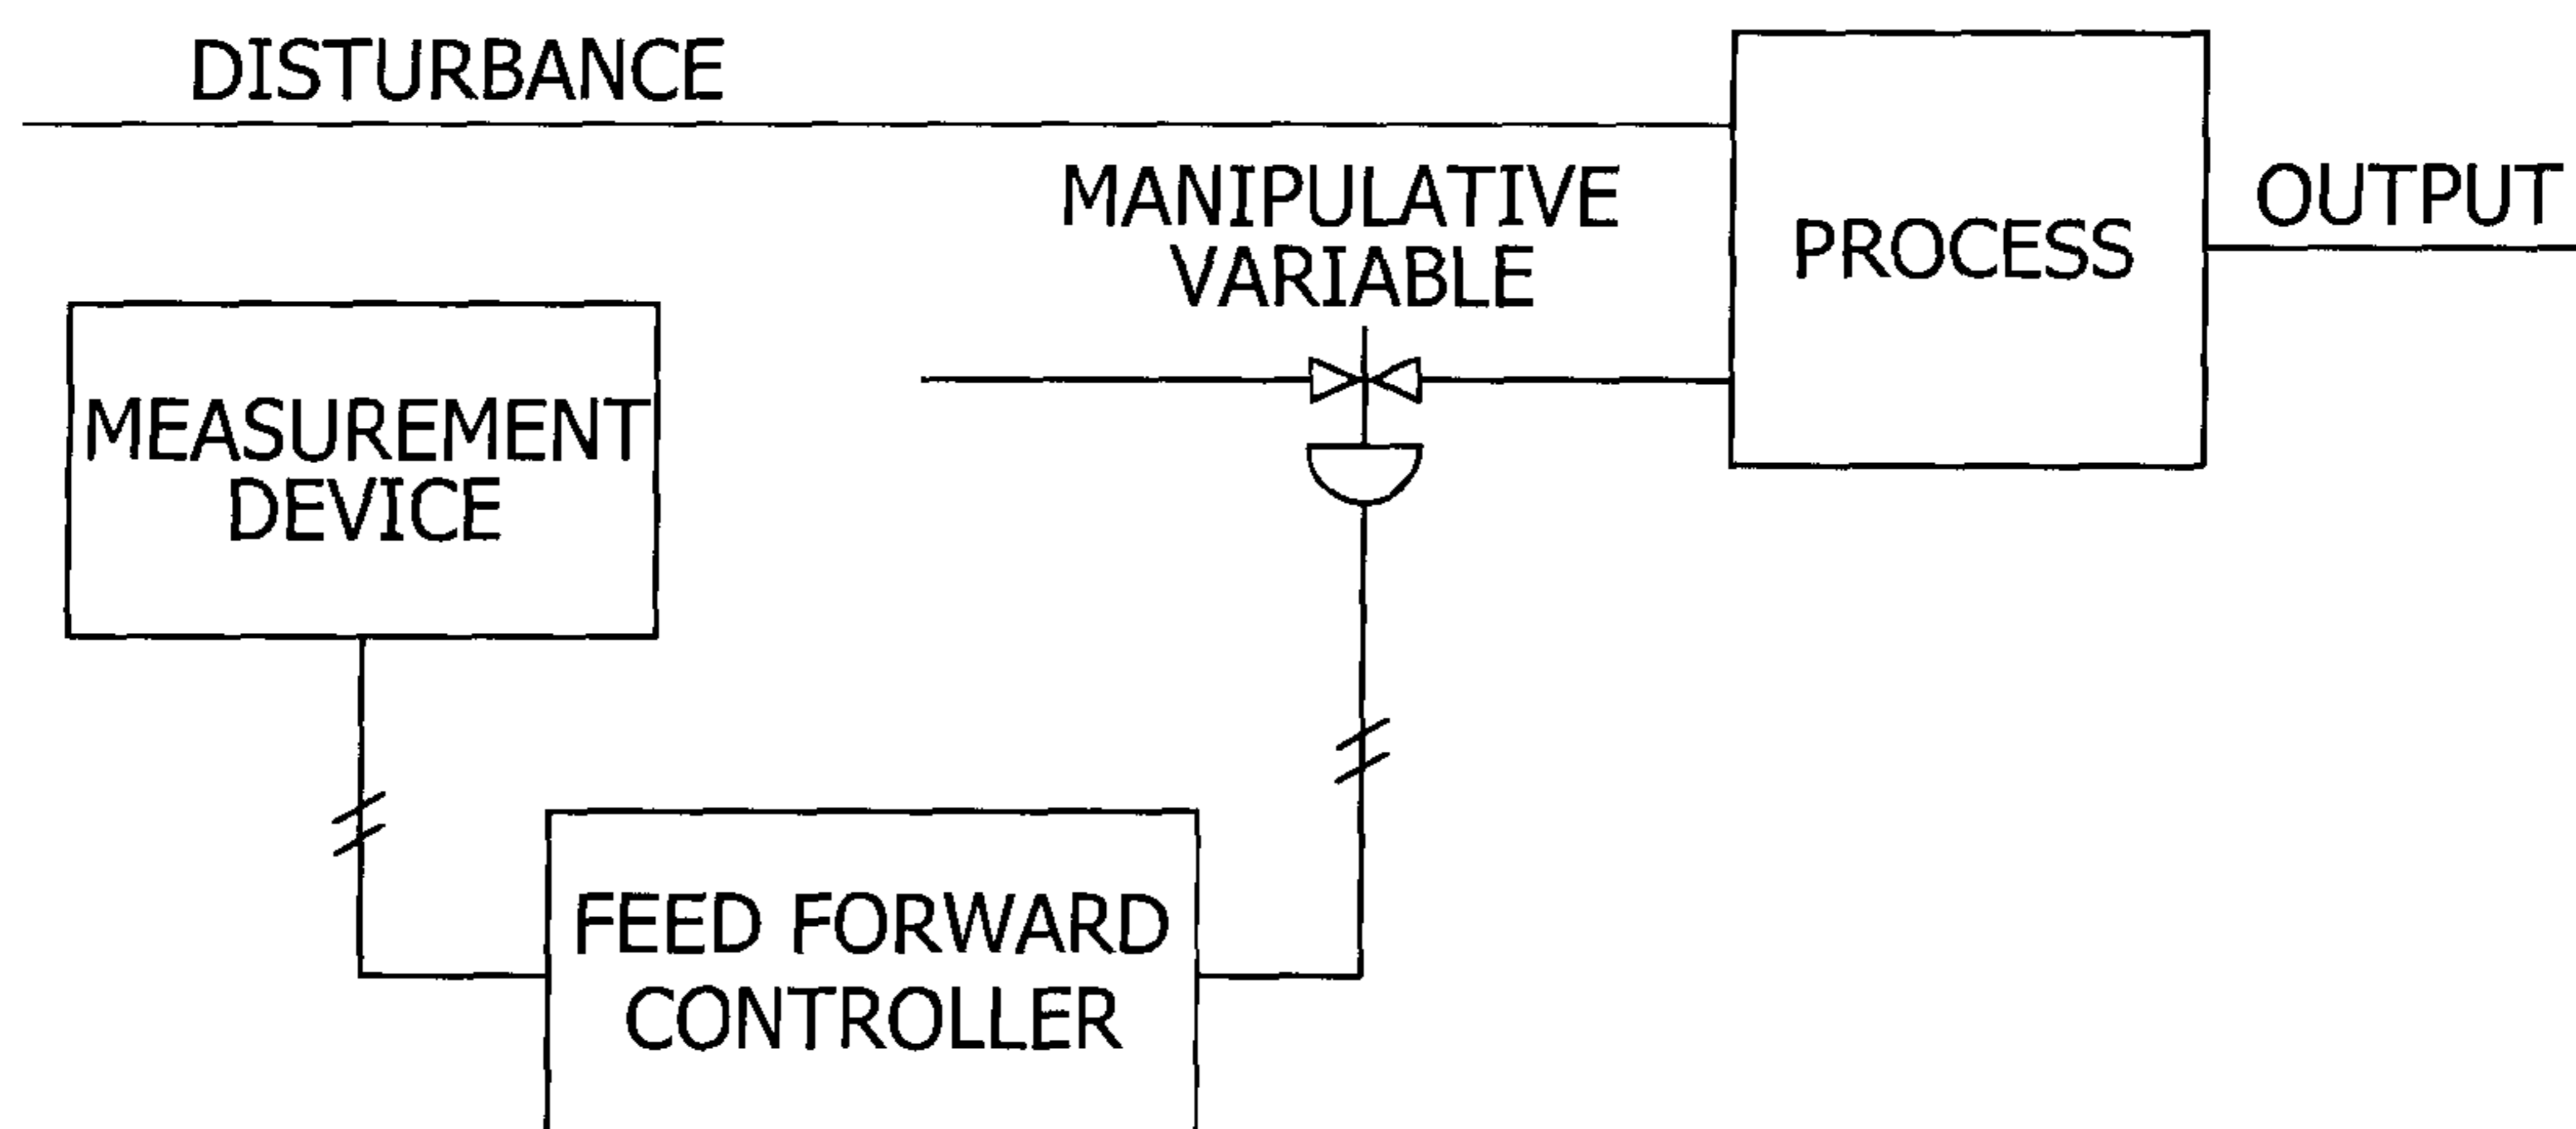 DISTURBANCE
MANIPULATIVE
VARIABLE
PROCESS
OUTPUT
MEASUREMENT
DEVICE
FEED FORWARD
CONTROLLER